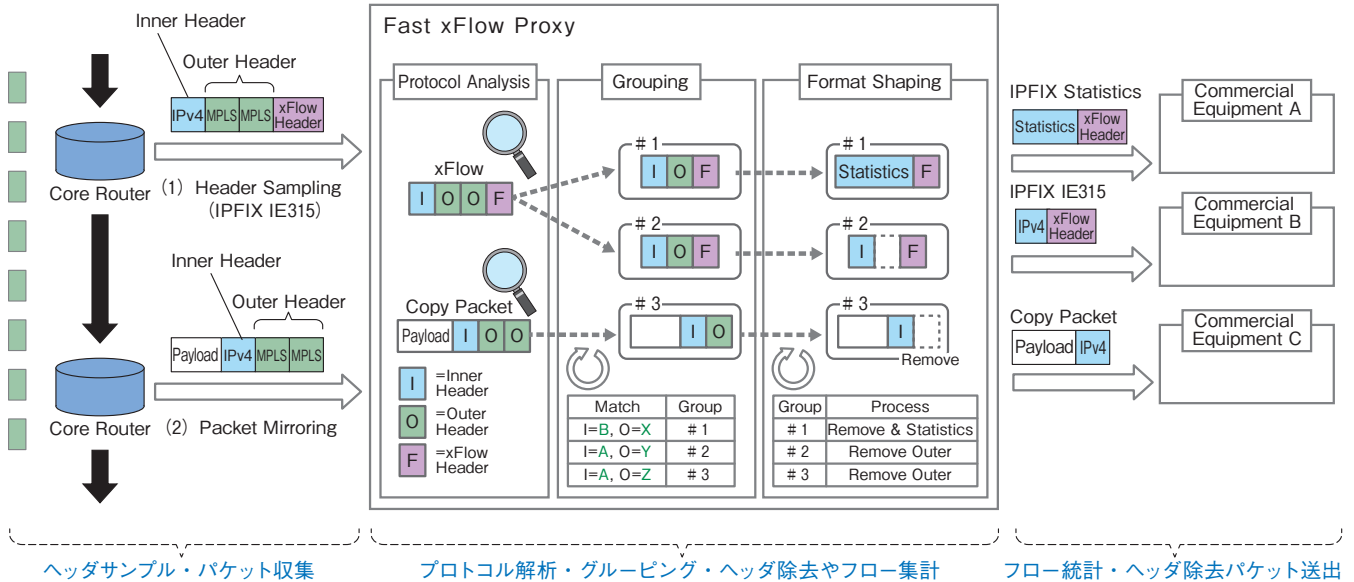 Inner Header
Outer Header
IPv4 MPLS MPLS xFlow Header
Core Router
(1) Header Sampling
(IPFIX IE315)
Inner Header
Outer Header
Payload IPv4 MPLS MPLS
Core Router
(2) Packet Mirroring
Fast xFlow Proxy
Protocol Analysis
xFlow
I O O F
Copy Packet
Payload I O O
I =Inner Header
O =Outer Header
F =xFlow Header
Grouping
#1
I O F
#2
I O F
#3
I O
Match Group
I=B, O=X #1
I=A, O=Y #2
I=A, O=Z #3
Format Shaping
#1
Statistics F
#2
I F
#3
I
Remove
Group Process
#1 Remove & Statistics
#2 Remove Outer
#3 Remove Outer
IPFIX Statistics
Statistics xFlow Header
Commercial
Equipment A
IPFIX IE315
IPv4 xFlow Header
Commercial
Equipment B
Copy Packet
Payload IPv4
Commercial
Equipment C
ヘッダサンプル・パケット収集
プロトコル解析・グルーピング・ヘッダ除去やフロー集計
フロー統計・ヘッダ除去パケット送出